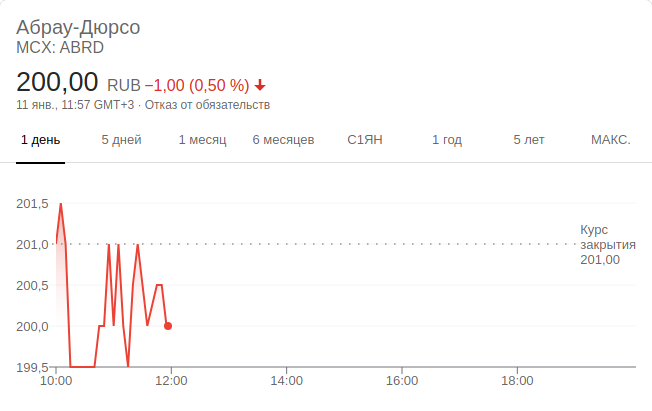 Абрау-Дюрсо
MCX: ABRD
200,00 RUB −1,00 (0,50 %)
11 янв., 11:57 GMT+3 · Отказ от обязательств
1 день 5 дней 1 месяц 6 месяцев С1ЯН 1 год 5 лет МАКС.
201,5
201,0
200,5
200,0
199,5
Курс
закрытия
201,00
10:00 12:00 14:00 16:00 18:00